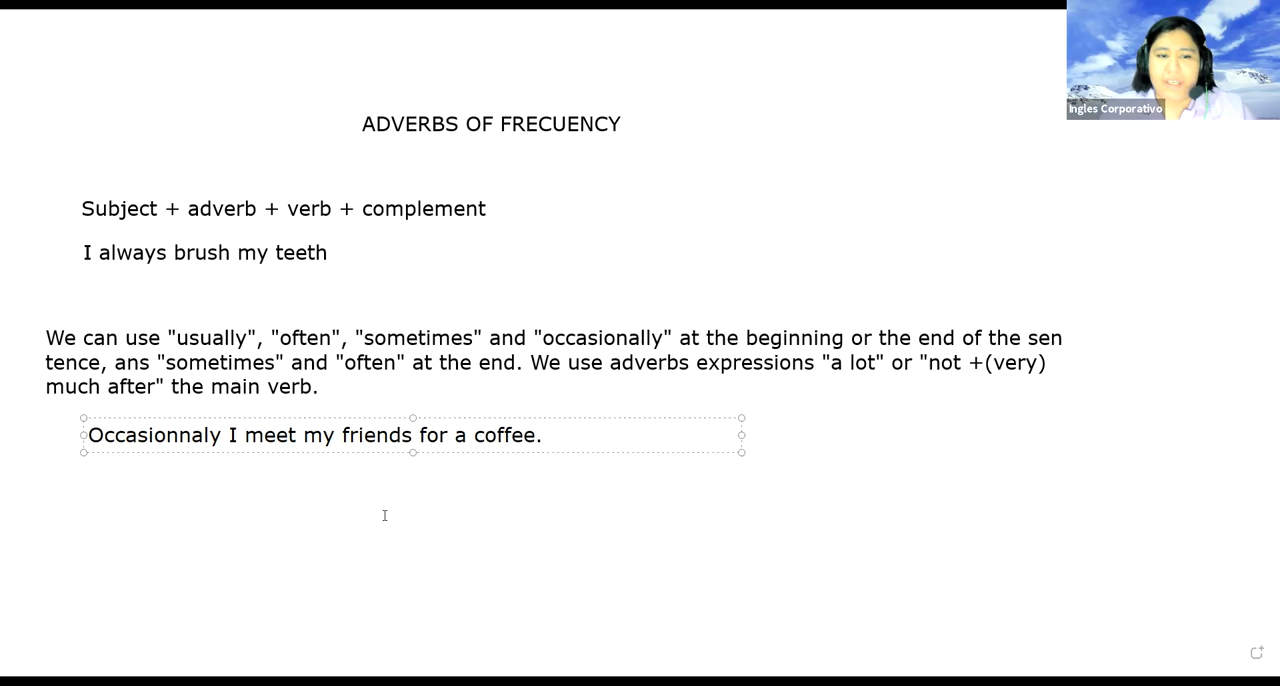 Ingles Corporativo
ADVERBS OF FRECUENCY
Subject + adverb + verb + complement
I always brush my teeth
We can use "usually", "often", "sometimes" and "occasionally" at the beginning or the end of the sen
tence, ans "sometimes" and "often" at the end. We use adverbs expressions "a lot" or "not +(very)
much after" the main verb.
Occasionnaly I meet my friends for a coffee.